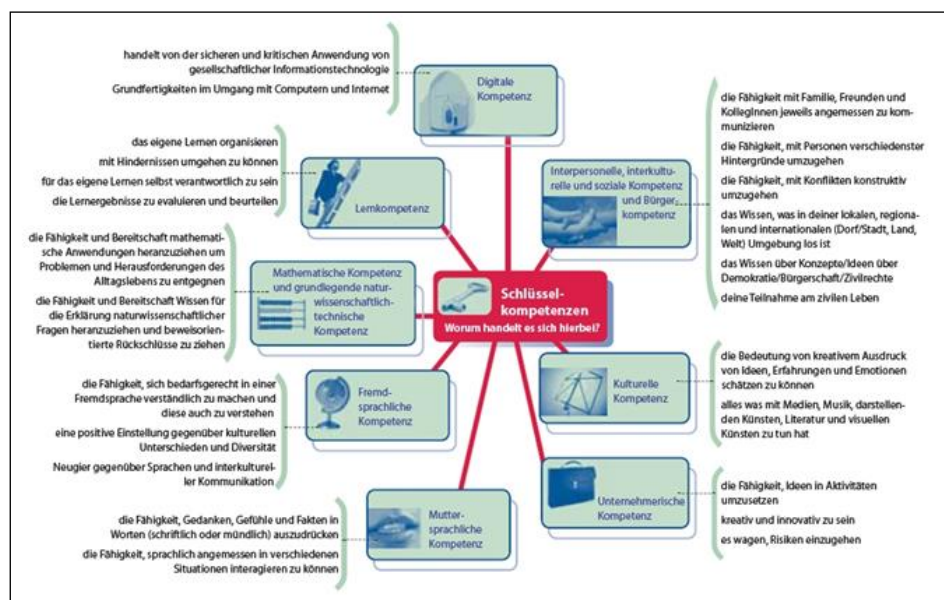 handelt von der sicheren und kritischen Anwendung von
gesellschaftlicher Informationstechnologie
Grundfertigkeiten im Umgang mit Computern und Internet
Digitale
Kompetenz
das eigene Lernen organisieren
mit Hindernissen umgehen zu können
für das eigene Lernen selbst verantwortlich zu sein
die Lernergebnisse zu evaluieren und beurteilen
Lernkompetenz
die Fähigkeit und Bereitschaft mathemati-
sche Anwendungen heranzuziehen um
Problemen und Herausforderungen des
Alltagslebens zu entgegnen
die Fähigkeit und Bereitschaft Wissen für
die Erklärung naturwissenschaftlicher
Fragen heranzuziehen und beweisorien-
tierte Rückschlüsse zu ziehen
Mathematische Kompetenz
und grundlegende natur-
wissenschaftlich-
technische
Kompetenz
die Fähigkeit, sich bedarfsgerecht in einer
Fremdsprache verständlich zu machen und
diese auch zu verstehen
eine positive Einstellung gegenüber kulturellen
Unterschieden und Diversität
Neugier gegenüber Sprachen und interkulturel-
ler Kommunikation
Fremd-
sprachliche
Kompetenz
die Fähigkeit, Gedanken, Gefühle und Fakten in
Worten (schriftlich oder mündlich) auszudrücken
die Fähigkeit, sprachlich angemessen in verschiedenen
Situationen interagieren zu können
Mutter-
sprachliche
Kompetenz
Schlüssel-
kompetenzen
Worum handelt es sich hierbei?
Interpersonelle, interkultu-
relle und soziale Kompetenz
und Bürger-
kompetenz
die Fähigkeit mit Familie, Freunden und
KollegInnen jeweils angemessen zu kom-
munizieren
die Fähigkeit, mit Personen verschiedenster
Hintergründe umzugehen
die Fähigkeit, mit Konflikten konstruktiv
umzugehen
das Wissen, was in deiner lokalen, regiona-
len und internationalen (Dorf/Stadt, Land,
Welt) Umgebung los ist
das Wissen über Konzepte/Ideen über
Demokratie/Bürgerschaft/Zivilrechte
deine Teilnahme am zivilen Leben
Kulturelle
Kompetenz
die Bedeutung von kreativem Ausdruck
von Ideen, Erfahrungen und Emotionen
schätzen zu können
alles was mit Medien, Musik, darstellen-
den Künsten, Literatur und visuellen
Künsten zu tun hat
Unternehmerische
Kompetenz
die Fähigkeit, Ideen in Aktivitäten
umzusetzen
kreativ und innovativ zu sein
es wagen, Risiken einzugehen